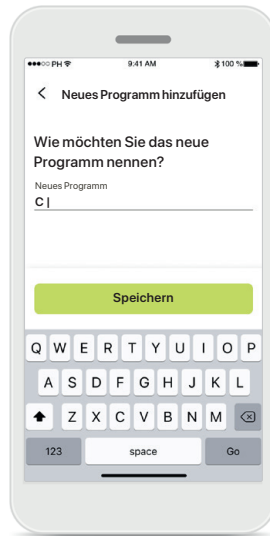 ●●●○○ PH 9:41 AM 100 %
Neues Programm hinzufügen
Wie möchten Sie das neue
Programm nennen?
Neues Programm
C |
Speichern
Q W E R T Y U I O P
A S D F G H J K L
Z X C V B N M
123 space Go